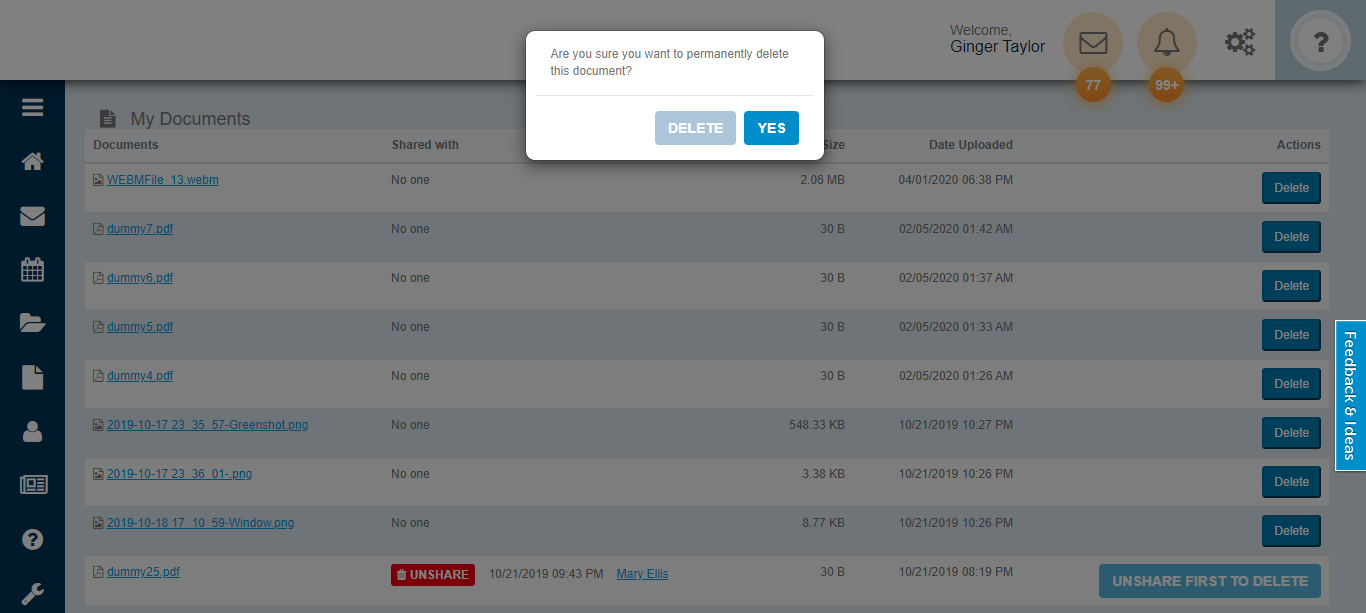 Welcome,
Ginger Taylor
?
77
99+
Are you sure you want to permanently delete
this document?
DELETE YES
My Documents
Documents Shared with Size Date Uploaded Actions
WEBMFile_13.webm No one 2.06 MB 04/01/2020 06:38 PM Delete
dummy7.pdf No one 30 B 02/05/2020 01:42 AM Delete
dummy6.pdf No one 30 B 02/05/2020 01:37 AM Delete
dummy5.pdf No one 30 B 02/05/2020 01:33 AM Delete
dummy4.pdf No one 30 B 02/05/2020 01:26 AM Delete
2019-10-17 23_35_57-Greenshot.png No one 548.33 KB 10/21/2019 10:27 PM Delete
2019-10-17 23_36_01-.png No one 3.38 KB 10/21/2019 10:26 PM Delete
2019-10-18 17_10_59-Window.png No one 8.77 KB 10/21/2019 10:26 PM Delete
dummy25.pdf UNSHARE 10/21/2019 09:43 PM Mary Ellis 30 B 10/21/2019 08:19 PM UNSHARE FIRST TO DELETE
Feedback & Ideas